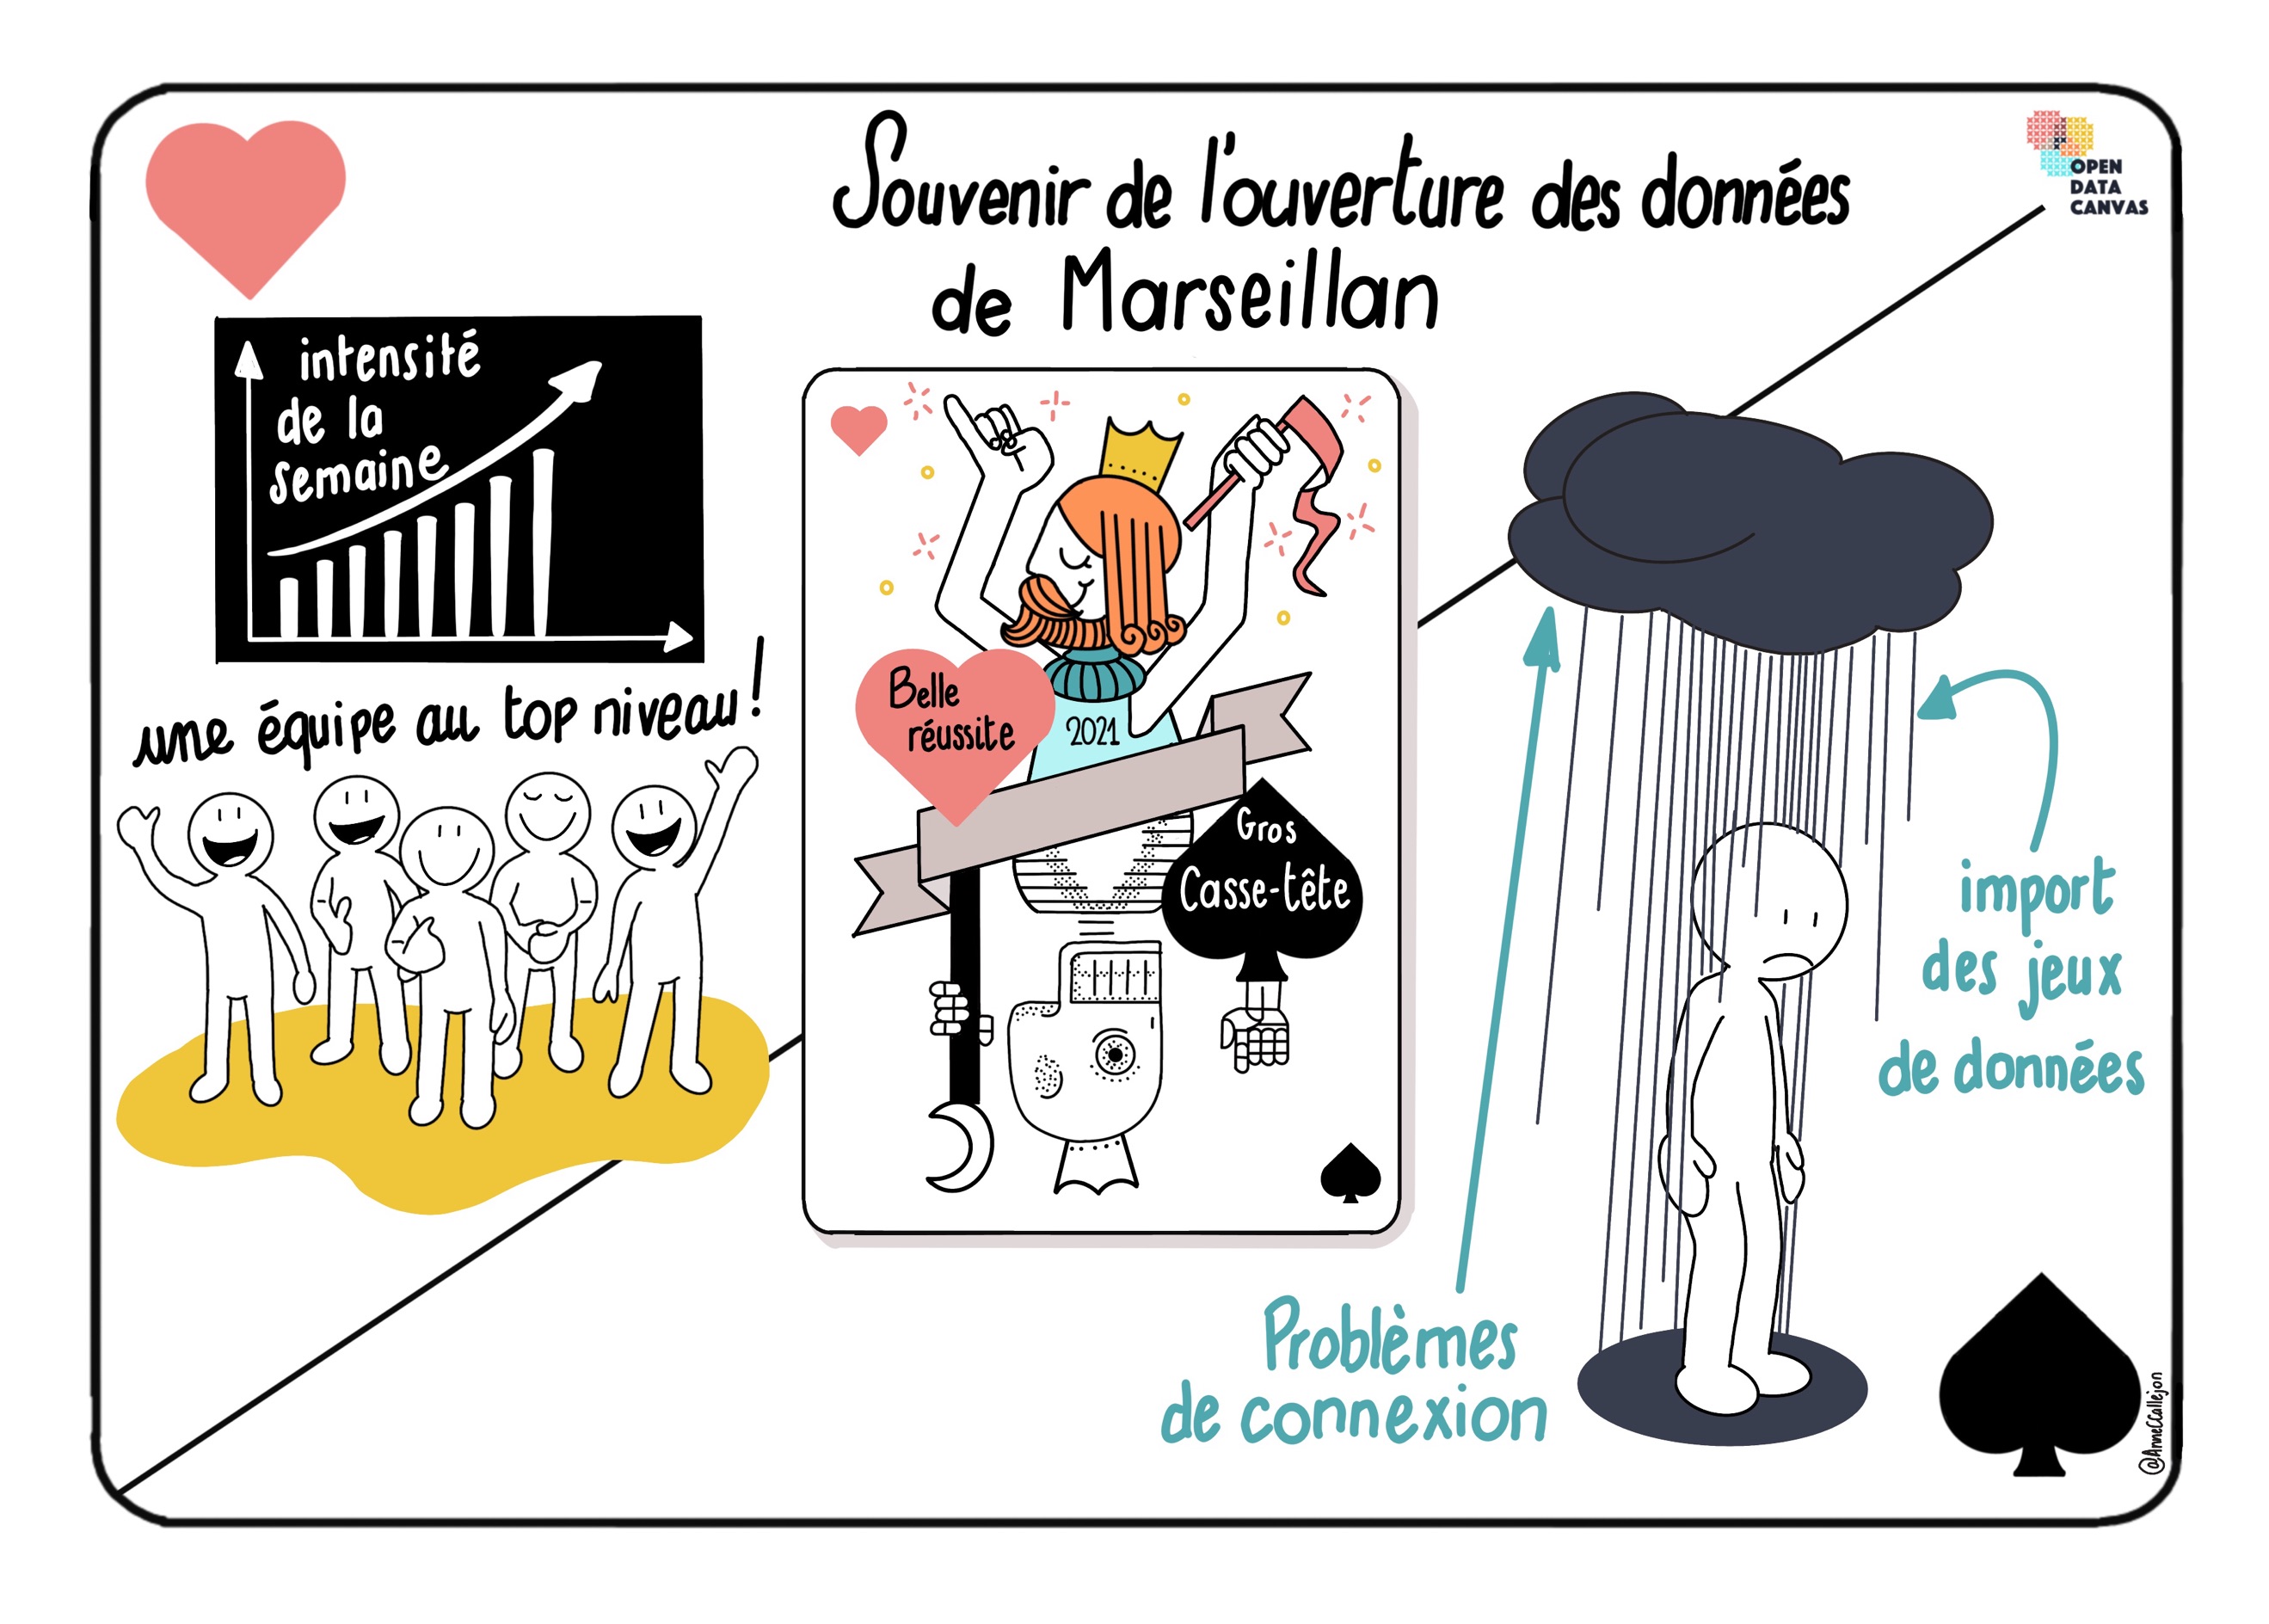 Souvenir de l'ouverture des données
de Marseillan
OPEN
DATA
CANVAS
intensité
de la
semaine
une équipe au top niveau!
Belle
réussite
2021
Gros
Casse-tête
import
des jeux
de données
Problèmes
de connexion
@AnneCCallejon